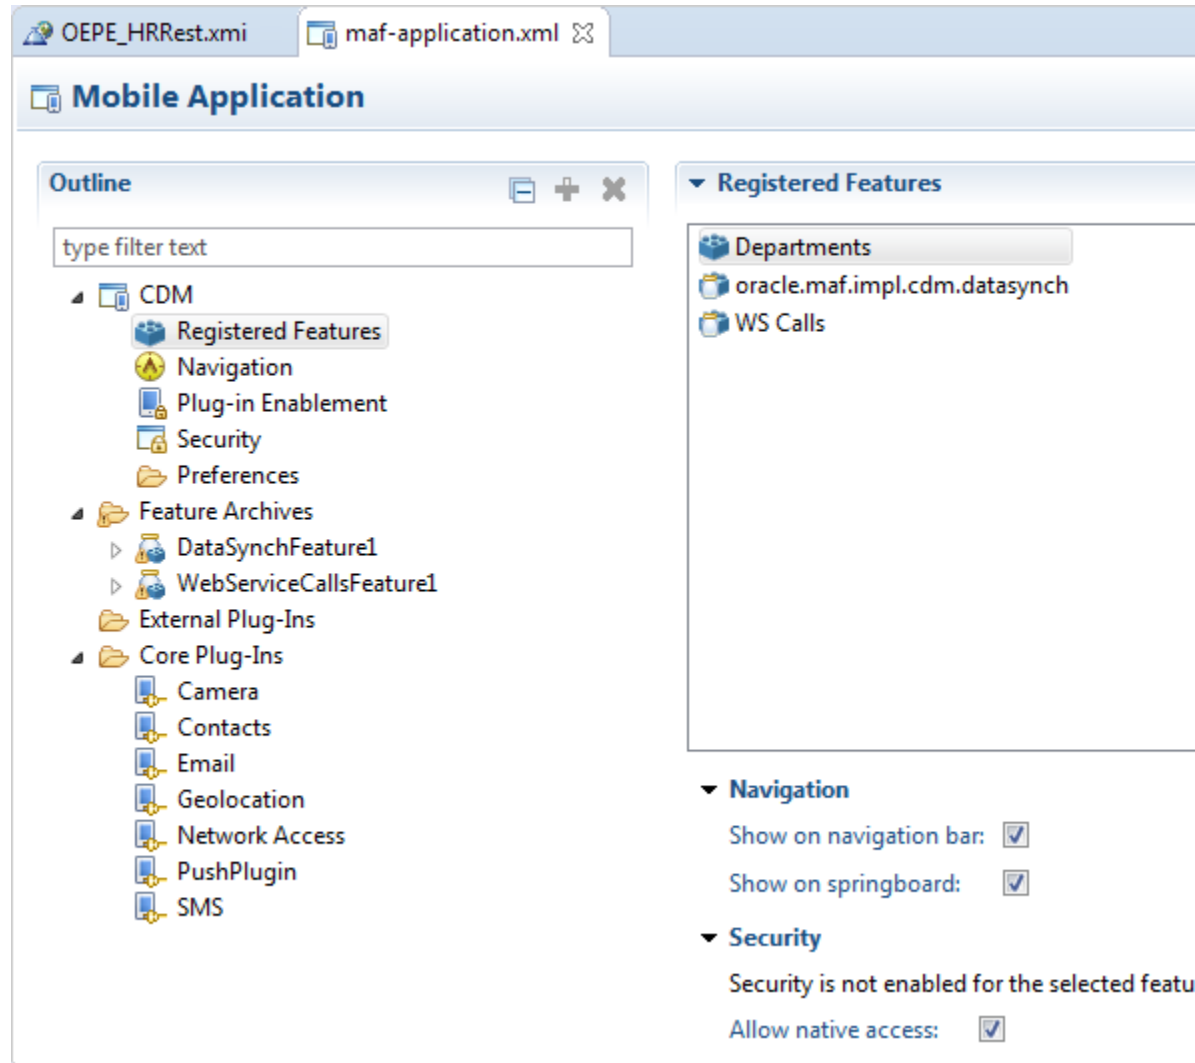 OEPE_HRRest.xmi
maf-application.xml
Mobile Application
Outline
type filter text
CDM
Registered Features
Navigation
Plug-in Enablement
Security
Preferences
Feature Archives
DataSynchFeature1
WebServiceCallsFeature1
External Plug-Ins
Core Plug-Ins
Camera
Contacts
Email
Geolocation
Network Access
PushPlugin
SMS
Registered Features
Departments
oracle.maf.impl.cdm.datasynch
WS Calls
Navigation
Show on navigation bar:
Show on springboard:
Security
Security is not enabled for the selected featu
Allow native access: